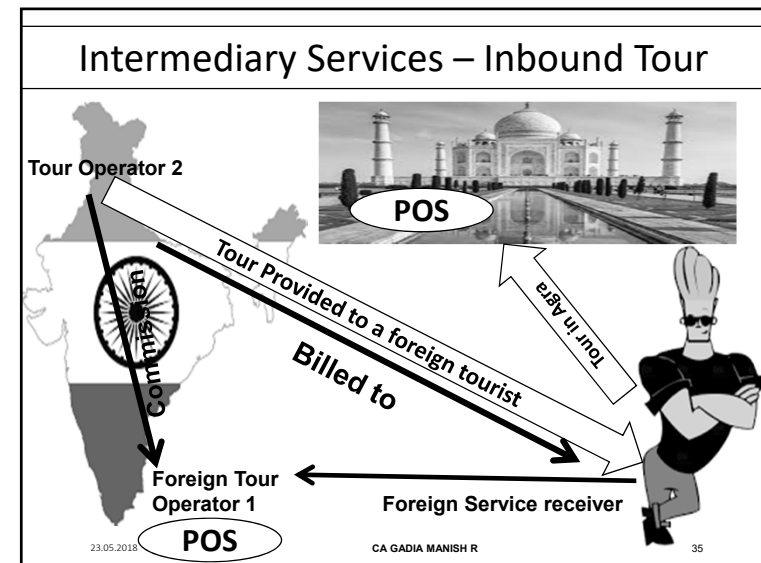 Intermediary Services – Inbound Tour
Tour Operator 2
POS
Tour Provided to a foreign tourist
Tour in Agra
Commission
Billed to
Foreign Tour
Operator 1
Foreign Service receiver
POS
23.05.2018
CA GADIA MANISH R
35